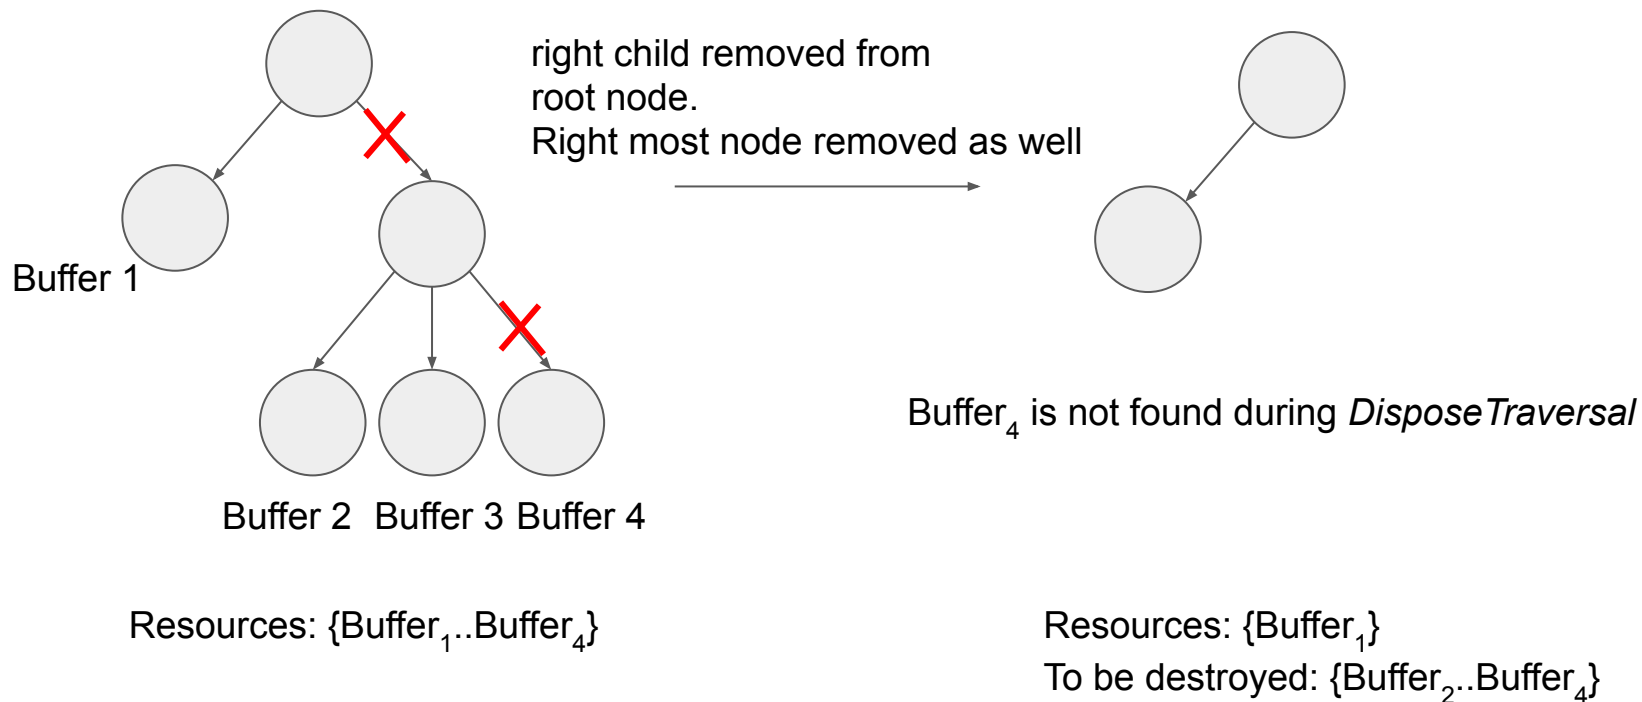 right child removed from
root node.
Right most node removed as well
Buffer 1
Buffer₄ is not found during DisposeTraversal
Buffer 2 Buffer 3 Buffer 4
Resources: {Buffer₁..Buffer₄}
Resources: {Buffer₁}
To be destroyed: {Buffer₂..Buffer₄}